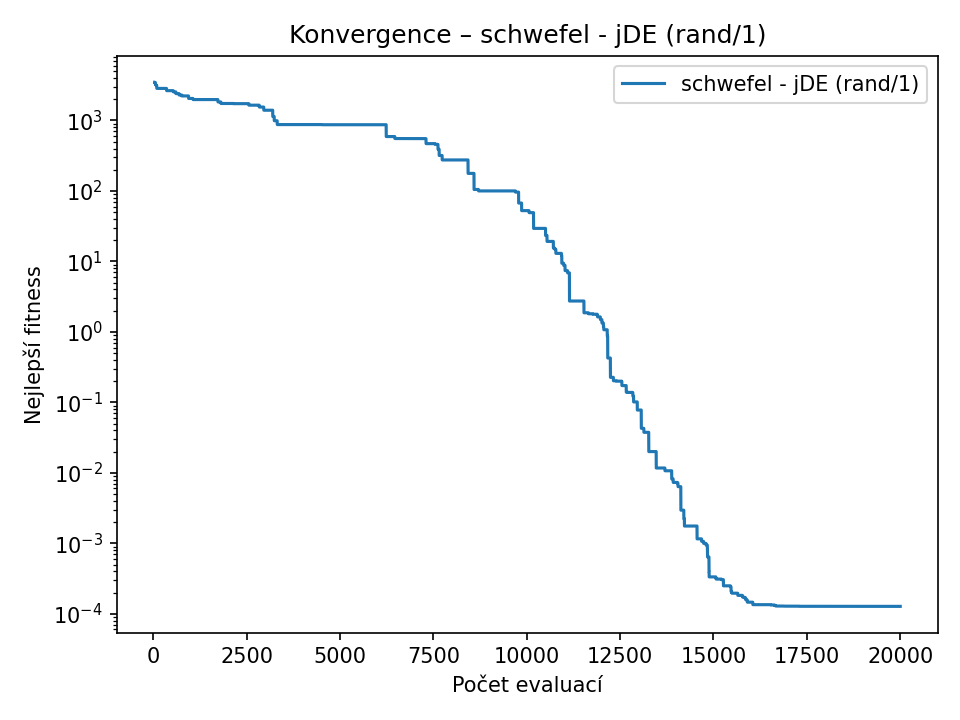 Konvergence – schwefel - jDE (rand/1)
schwefel - jDE (rand/1)
Nejlepší fitness
10³
10²
10¹
10⁰
10⁻¹
10⁻²
10⁻³
10⁻⁴
0 2500 5000 7500 10000 12500 15000 17500 20000
Počet evaluací